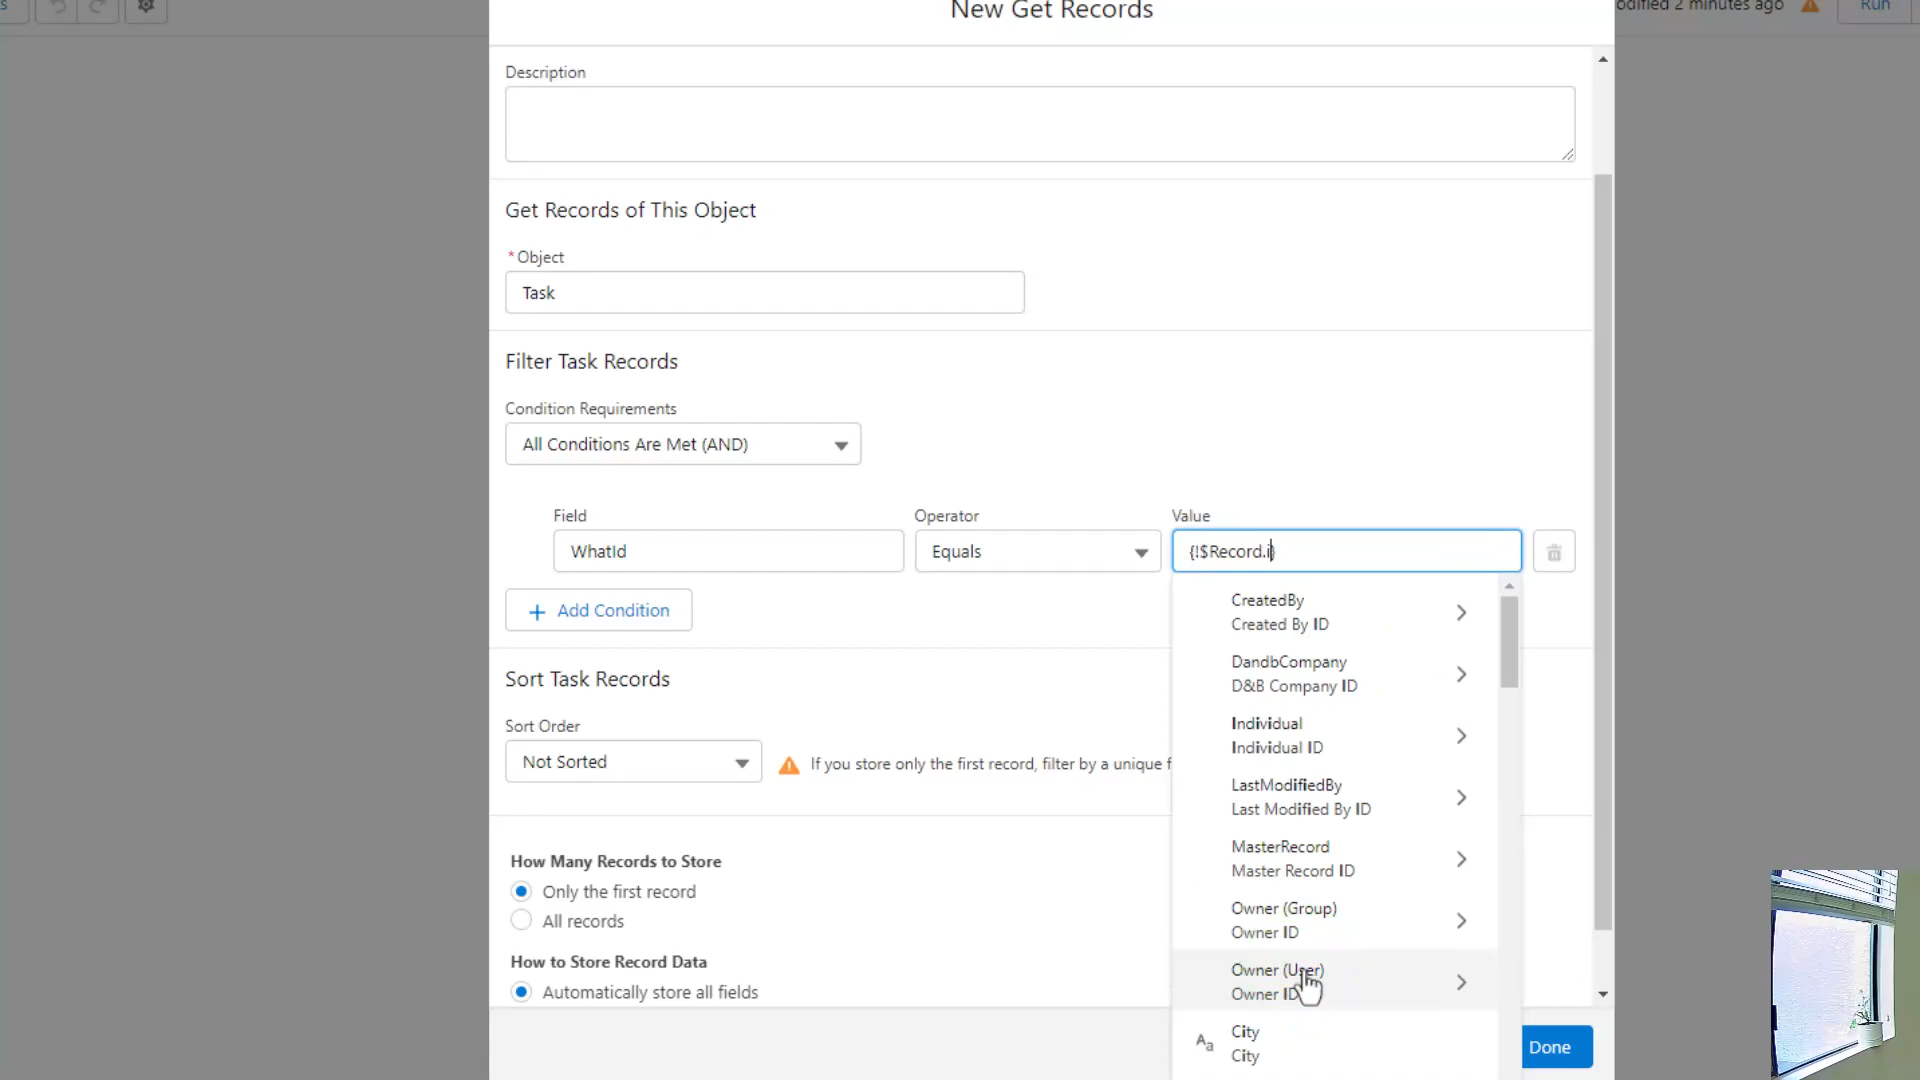 New Get Records
odified 2 minutes ago
Run
Description
Get Records of This Object
*Object
Task
Filter Task Records
Condition Requirements
All Conditions Are Met (AND)
Field
Operator
Value
WhatId
Equals
{!$Record.i}
+ Add Condition
CreatedBy
Created By ID
DandbCompany
D&B Company ID
Individual
Individual ID
LastModifiedBy
Last Modified By ID
MasterRecord
Master Record ID
Owner (Group)
Owner ID
Owner (User)
Owner ID
Aa
City
City
Sort Task Records
Sort Order
Not Sorted
If you store only the first record, filter by a unique f
How Many Records to Store
Only the first record
All records
How to Store Record Data
Automatically store all fields
Done